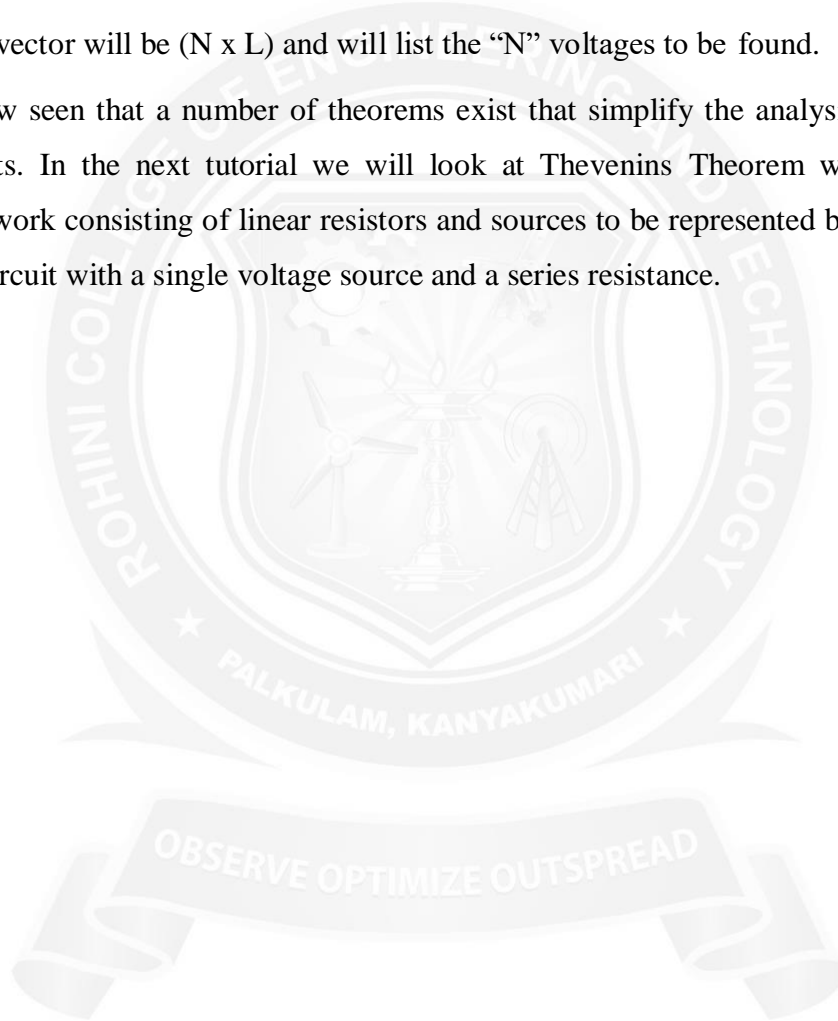 vector will be (N x L) and will list the “N” voltages to be found.
w seen that a number of theorems exist that simplify the analys
ts. In the next tutorial we will look at Thevenins Theorem w
work consisting of linear resistors and sources to be represented b
rcuit with a single voltage source and a series resistance.
ROHINI COLLEGE OF ENGINEERING AND TECHNOLOGY
PALKULAM, KANYAKUMARI
OBSERVE OPTIMIZE OUTSPREAD